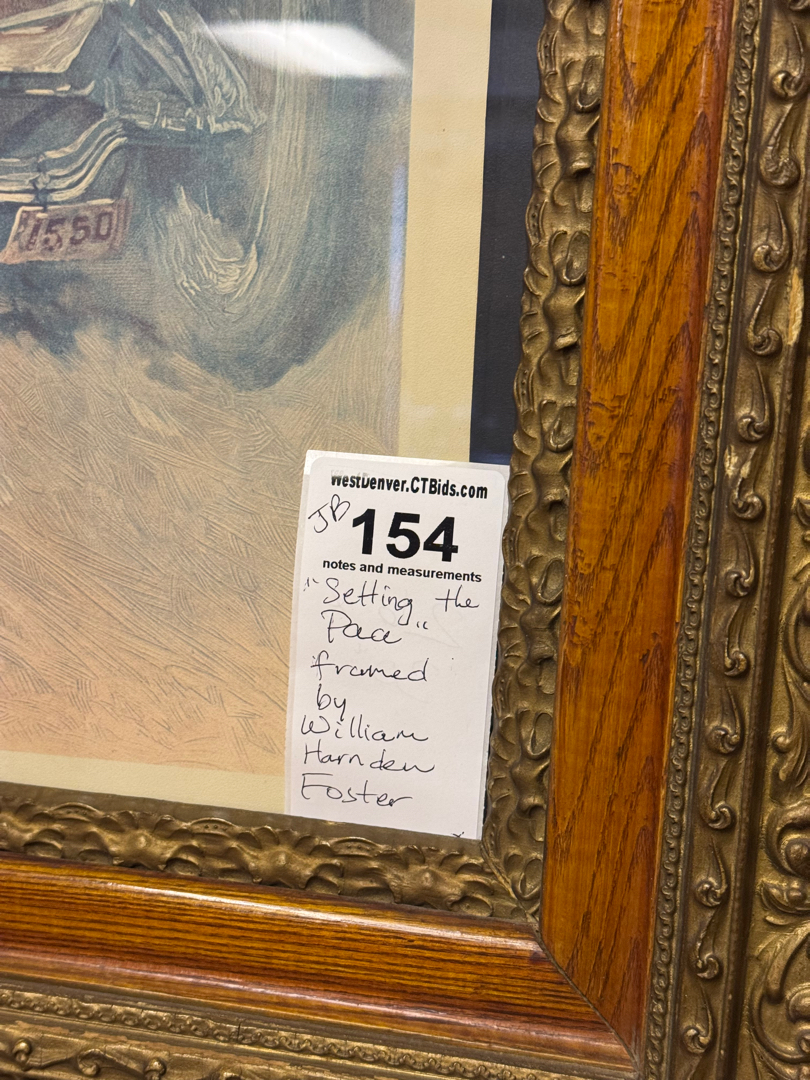 1550
WestDenver.CTBids.com
JB 154
notes and measurements
"Setting the
Pace"
framed
by
William
Harnden
Foster